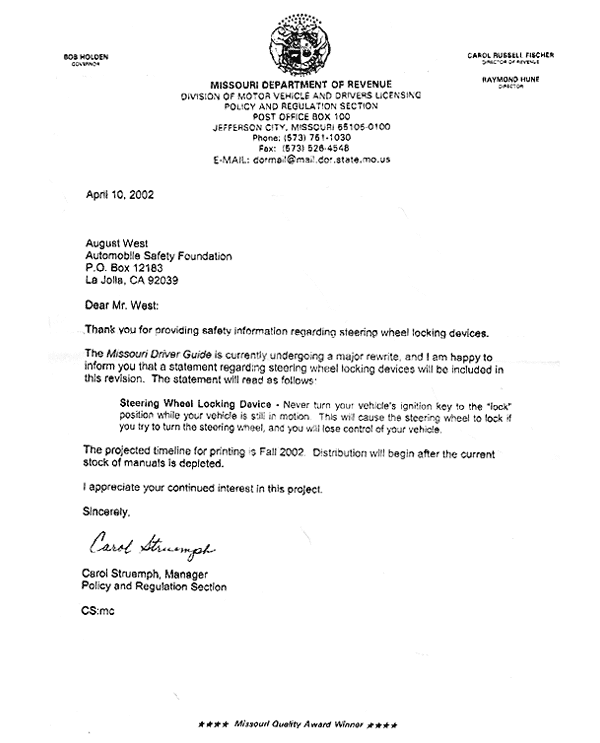 BOB HOLDEN
GOVERNOR
CAROL RUSSELL FISCHER
DIRECTOR OF REVENUE
RAYMOND HUNE
DIRECTOR
MISSOURI DEPARTMENT OF REVENUE
DIVISION OF MOTOR VEHICLE AND DRIVERS LICENSING
POLICY AND REGULATION SECTION
POST OFFICE BOX 100
JEFFERSON CITY, MISSOURI 65105-0100
Phone: (573) 751-1030
Fax: (573) 526-4548
E-MAIL: dormail@mail.dor.state.mo.us
April 10, 2002
August West
Automobile Safety Foundation
P.O. Box 12183
La Jolla, CA 92039
Dear Mr. West:
Thank you for providing safety information regarding steering wheel locking devices.
The Missouri Driver Guide is currently undergoing a major rewrite, and I am happy to
inform you that a statement regarding steering wheel locking devices will be included in
this revision. The statement will read as follows:
Steering Wheel Locking Device - Never turn your vehicle's ignition key to the "lock"
position while your vehicle is still in motion. This will cause the steering wheel to lock if
you try to turn the steering wheel, and you will lose control of your vehicle.
The projected timeline for printing is Fall 2002. Distribution will begin after the current
stock of manuals is depleted.
I appreciate your continued interest in this project.
Sincerely,
Carol Struemph
Carol Struemph, Manager
Policy and Regulation Section
CS:mc
★★★★ Missouri Quality Award Winner ★★★★